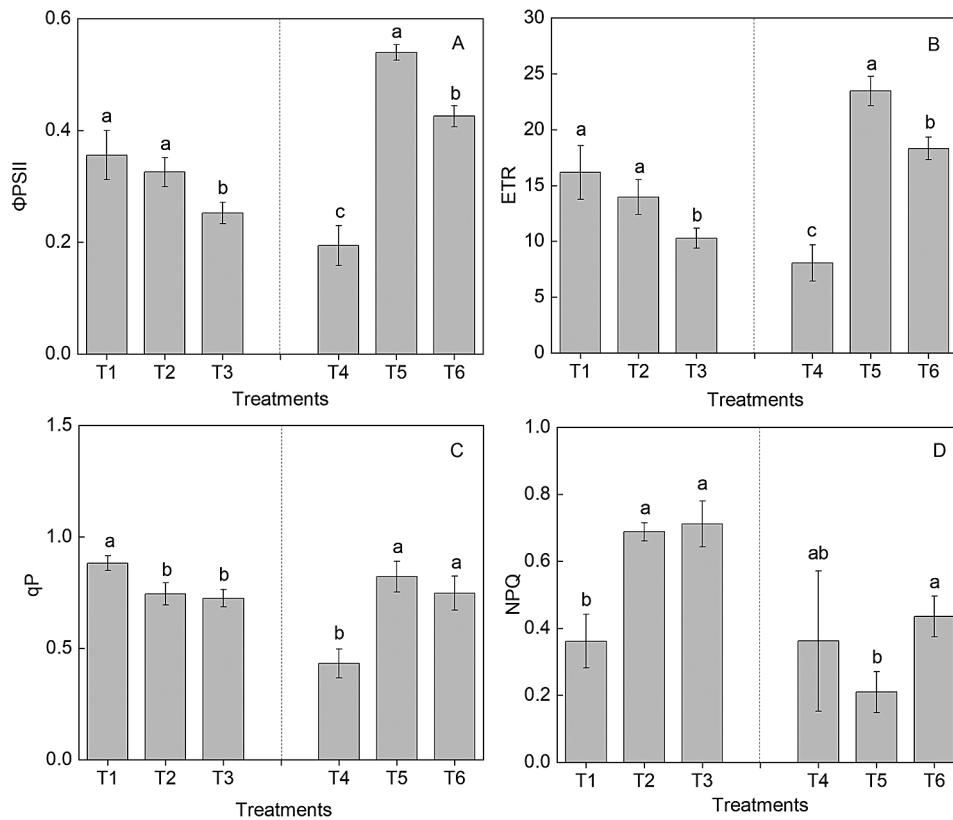 0.6
0.4
0.2
0.0
ΦPSII
A
a
a
b
c
a
b
T1 T2 T3 T4 T5 T6
Treatments
30
25
20
15
10
5
0
ETR
B
a
a
b
c
a
b
T1 T2 T3 T4 T5 T6
Treatments
1.5
1.0
0.5
0.0
qP
C
a
b
b
b
a
a
T1 T2 T3 T4 T5 T6
Treatments
1.0
0.8
0.6
0.4
0.2
0.0
NPQ
D
b
a
a
ab
b
a
T1 T2 T3 T4 T5 T6
Treatments